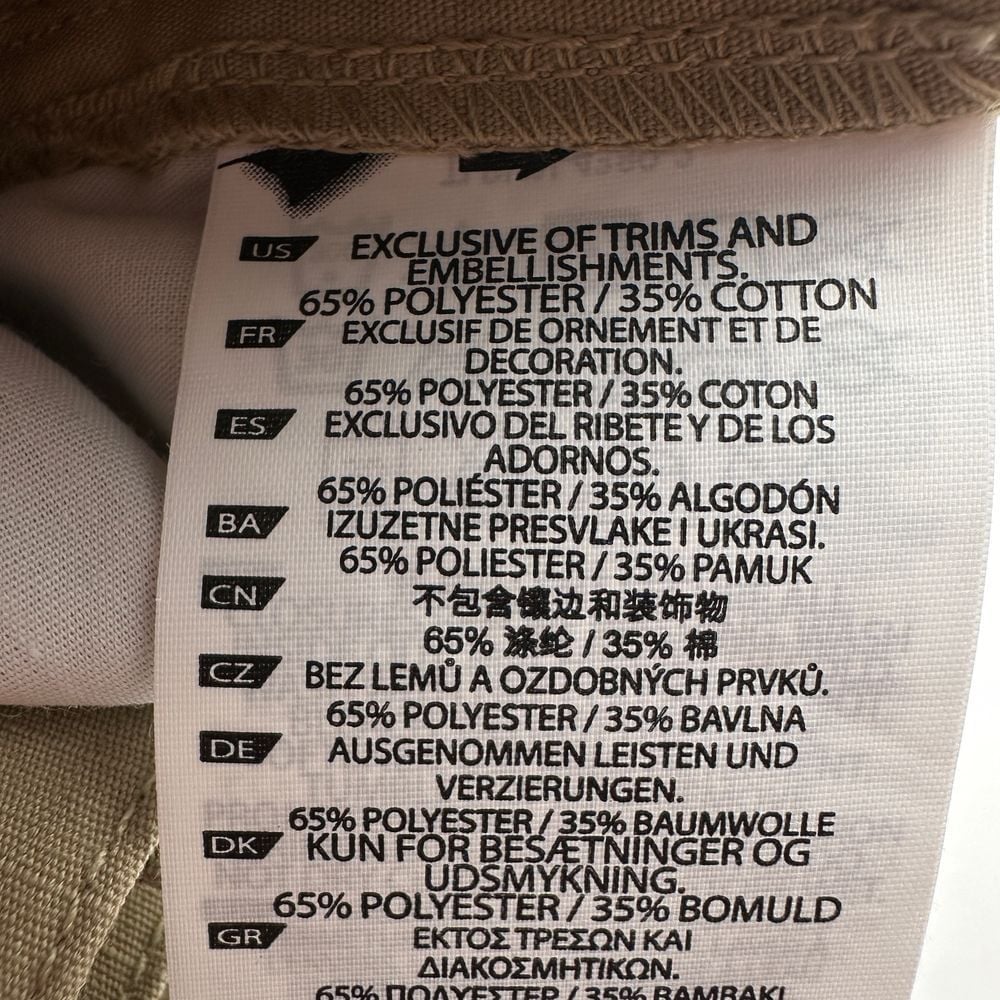 US EXCLUSIVE OF TRIMS AND
EMBELLISHMENTS.
65% POLYESTER / 35% COTTON
FR EXCLUSIF DE ORNEMENT ET DE
DECORATION.
65% POLYESTER / 35% COTON
ES EXCLUSIVO DEL RIBETE Y DE LOS
ADORNOS.
65% POLIÉSTER / 35% ALGODÓN
BA IZUZETNE PRESVLAKE I UKRASI.
65% POLIESTER / 35% PAMUK
CN 不包含镶边和装饰物
65% 涤纶 / 35% 棉
CZ BEZ LEMŮ A OZDOBNÝCH PRVKŮ.
65% POLYESTER / 35% BAVLNA
DE AUSGENOMMEN LEISTEN UND
VERZIERUNGEN.
65% POLYESTER / 35% BAUMWOLLE
DK KUN FOR BESÆTNINGER OG
UDSMYKNING.
65% POLYESTER / 35% BOMULD
GR ΕΚΤΟΣ ΤΡΕΣΩΝ ΚΑΙ
ΔΙΑΚΟΣΜΗΤΙΚΩΝ.
65% ΠΟΛΥΕΣΤΕΡ / 35% ΒΑΜΒΑΚΙ